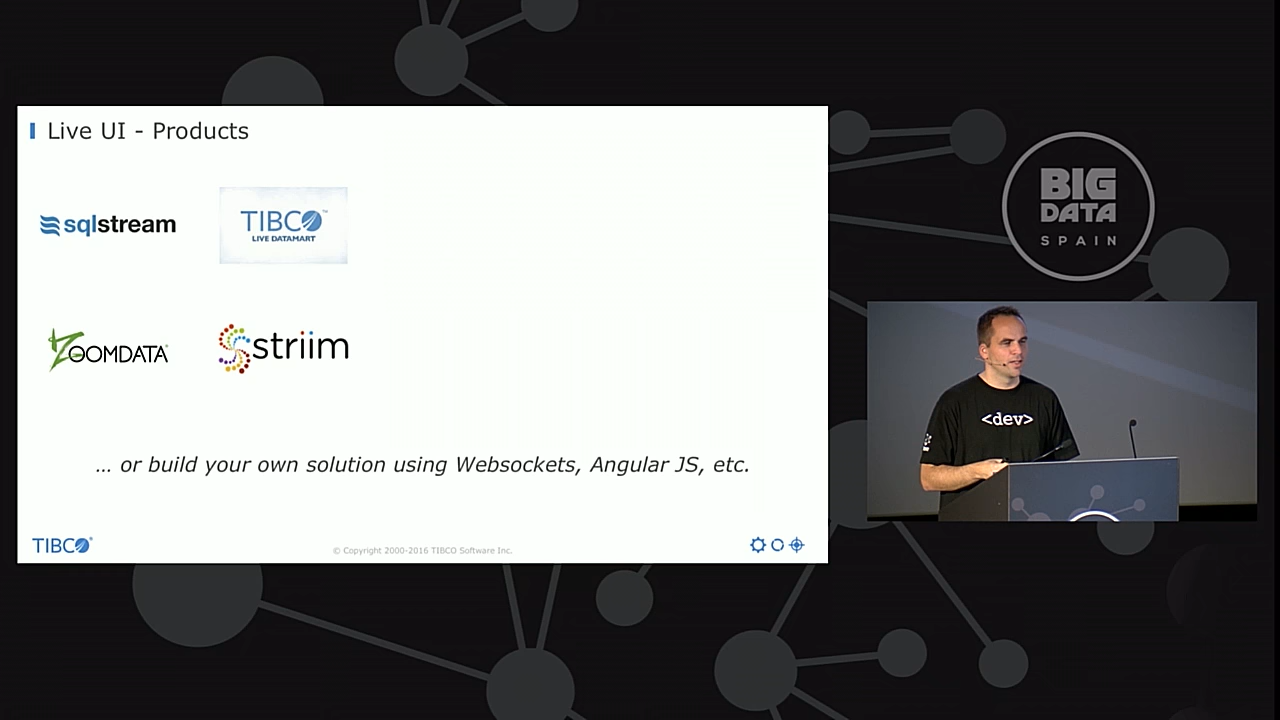 Live UI - Products
sqlstream
TIBCO™
LIVE DATAMART
ZOOMDATA
striim
... or build your own solution using Websockets, Angular JS, etc.
TIBCO®
© Copyright 2000-2016 TIBCO Software Inc.
BIG
DATA
SPAIN
<dev>